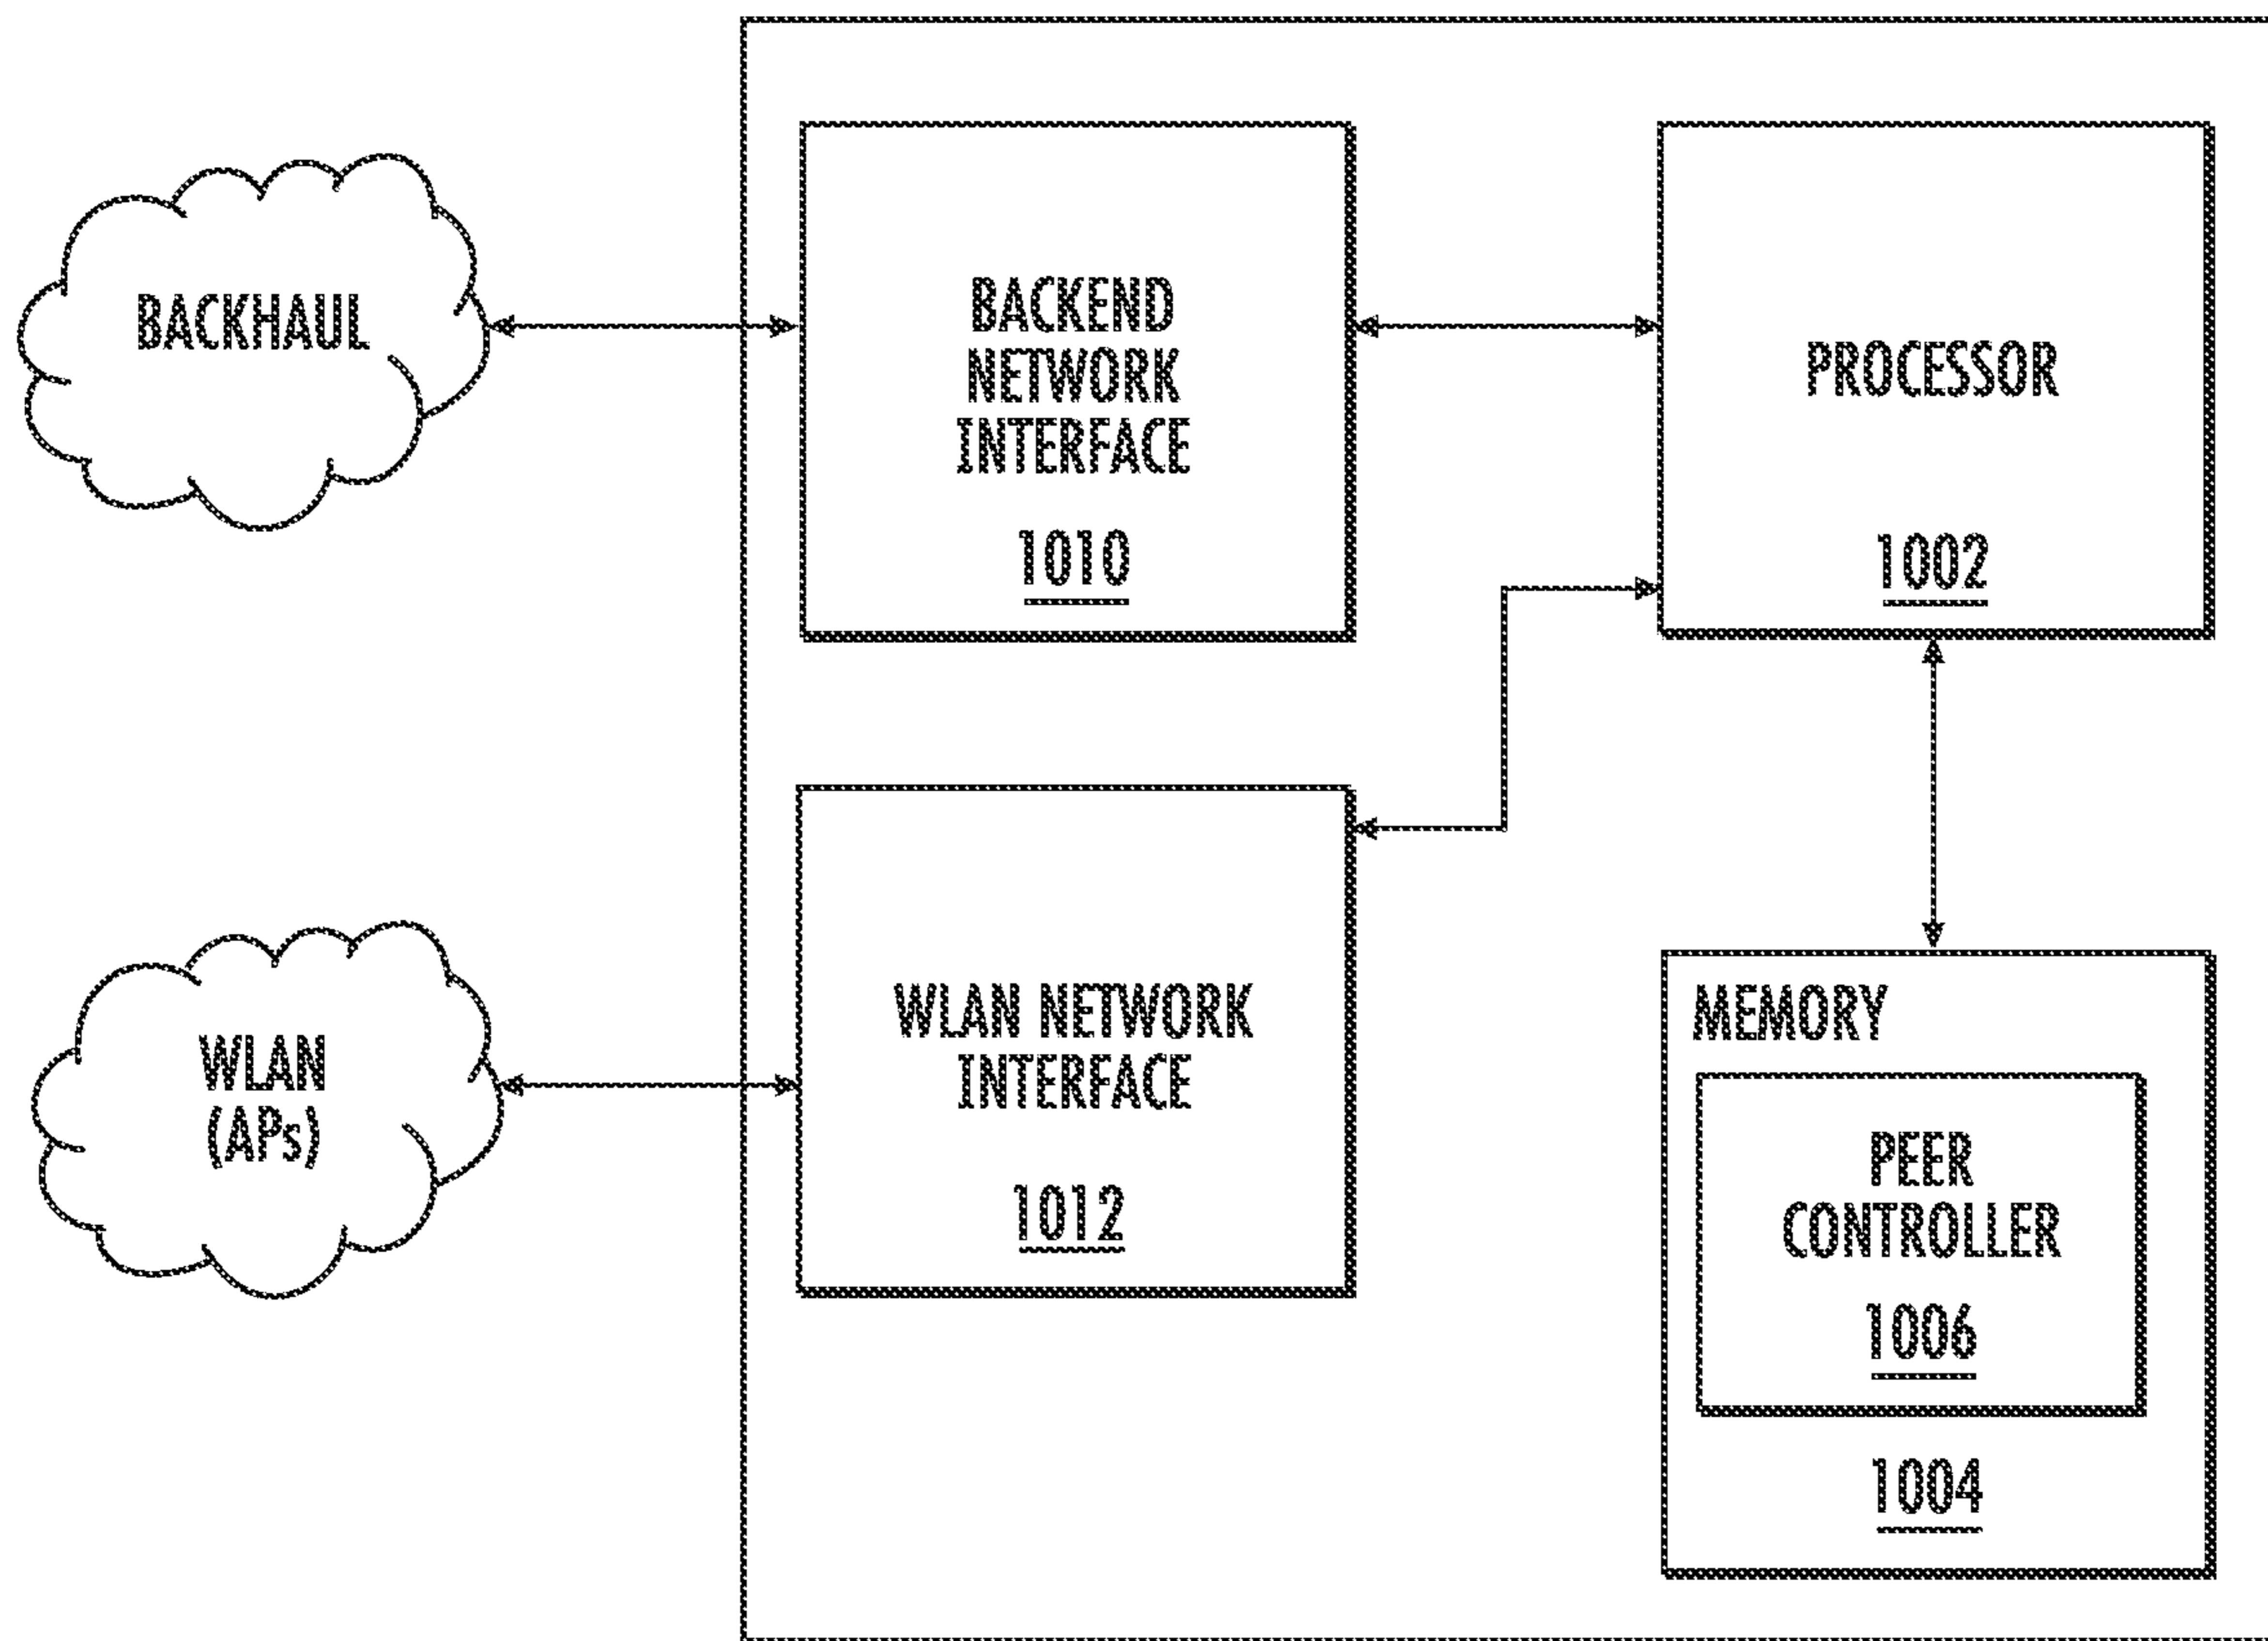 BACKHAUL
BACKEND
NETWORK
INTERFACE
1010
PROCESSOR
1002
WLAN
(APs)
WLAN NETWORK
INTERFACE
1012
MEMORY
PEER
CONTROLLER
1006
1004